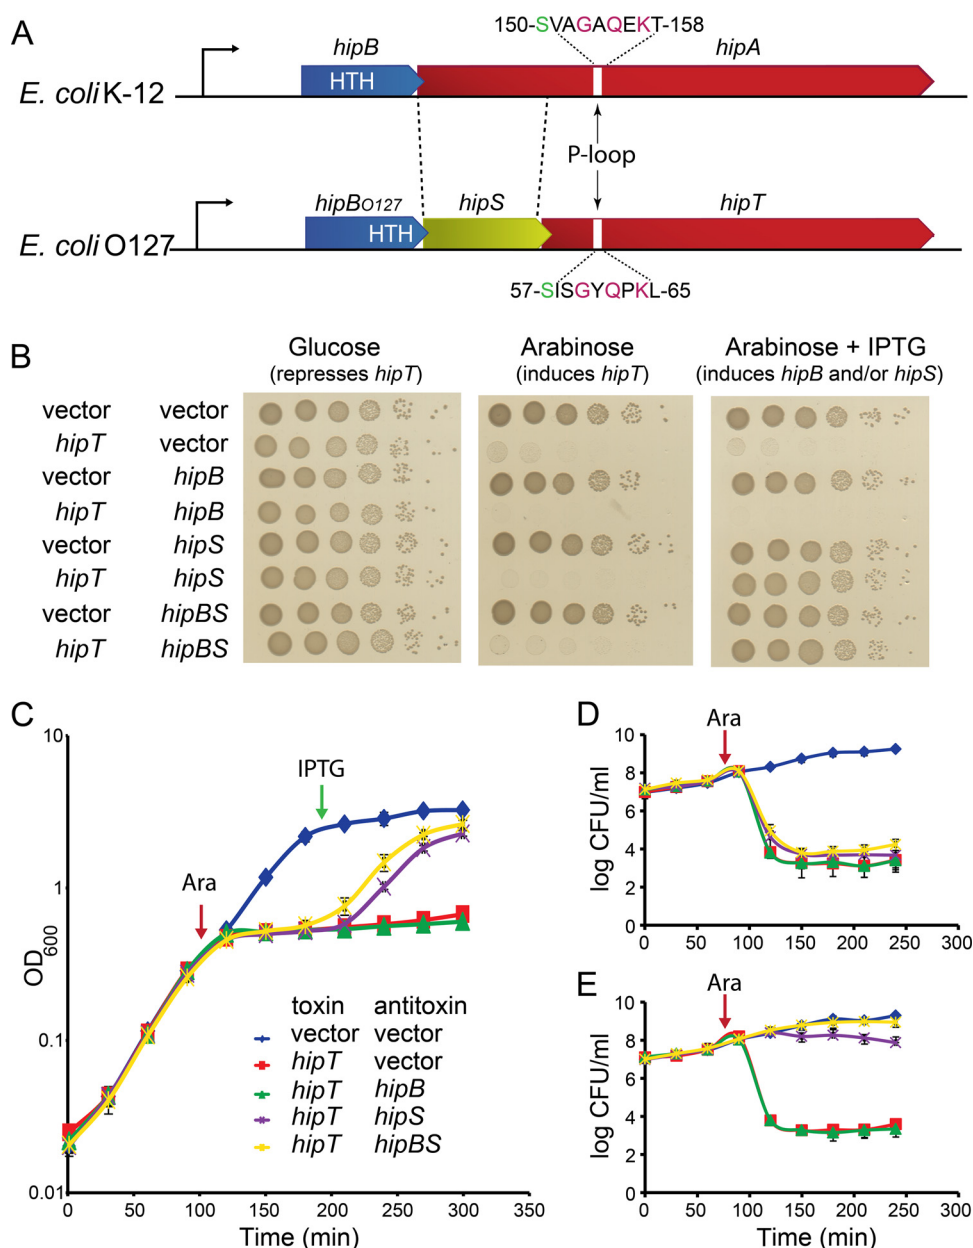 A
150-SVAGAQEKT-158
hipB
hipA
HTH
E. coli K-12
P-loop
hipBO127
hipS
hipT
HTH
E. coli O127
57-SISGYQPKL-65
B
Glucose
(represses hipT)
Arabinose
(induces hipT)
Arabinose + IPTG
(induces hipB and/or hipS)
vector vector
hipT vector
vector hipB
hipT hipB
vector hipS
hipT hipS
vector hipBS
hipT hipBS
C
10
1
0.1
0.01
OD600
Ara
IPTG
toxin antitoxin
vector vector
hipT vector
hipT hipB
hipT hipS
hipT hipBS
0 50 100 150 200 250 300 350
Time (min)
D
Ara
10
8
6
4
2
0
log CFU/ml
0 50 100 150 200 250 300
Time (min)
E
Ara
10
8
6
4
2
0
log CFU/ml
0 50 100 150 200 250 300
Time (min)